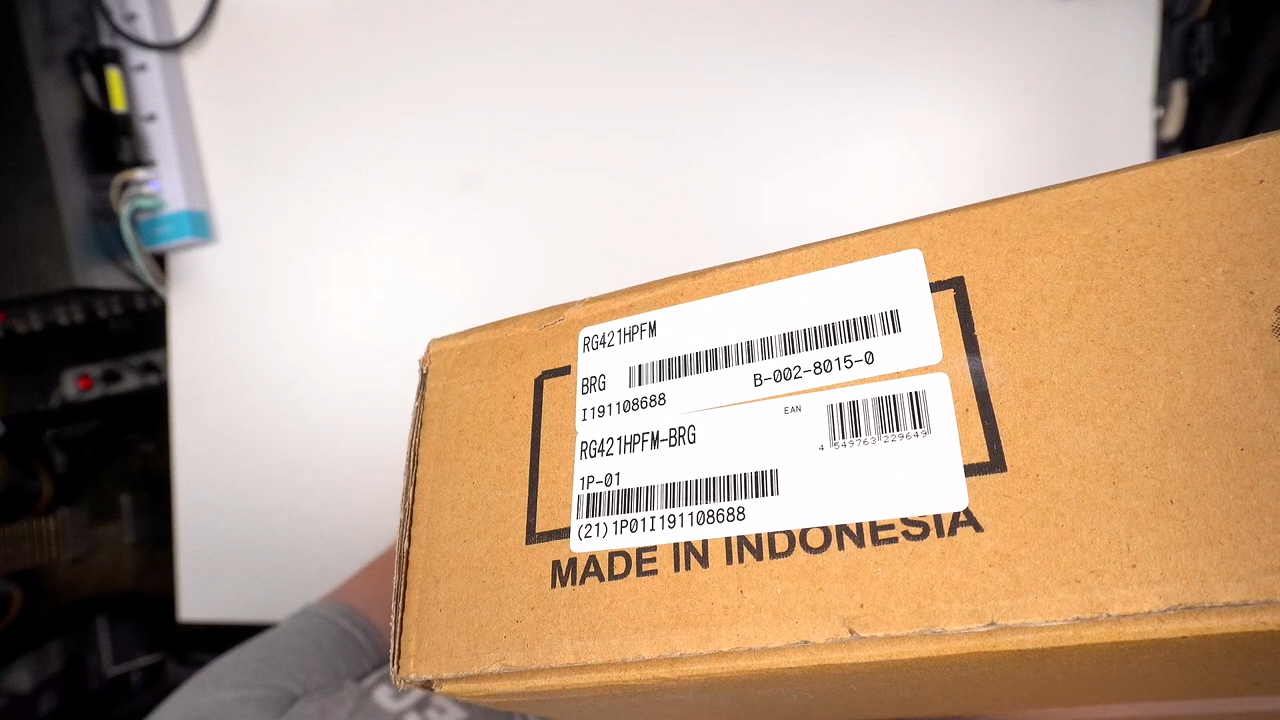 RG421HPFM
BRG
B-002-8015-0
I191108688
EAN
4 549763 229649
RG421HPFM-BRG
1P-01
(21)1P01I191108688
MADE IN INDONESIA